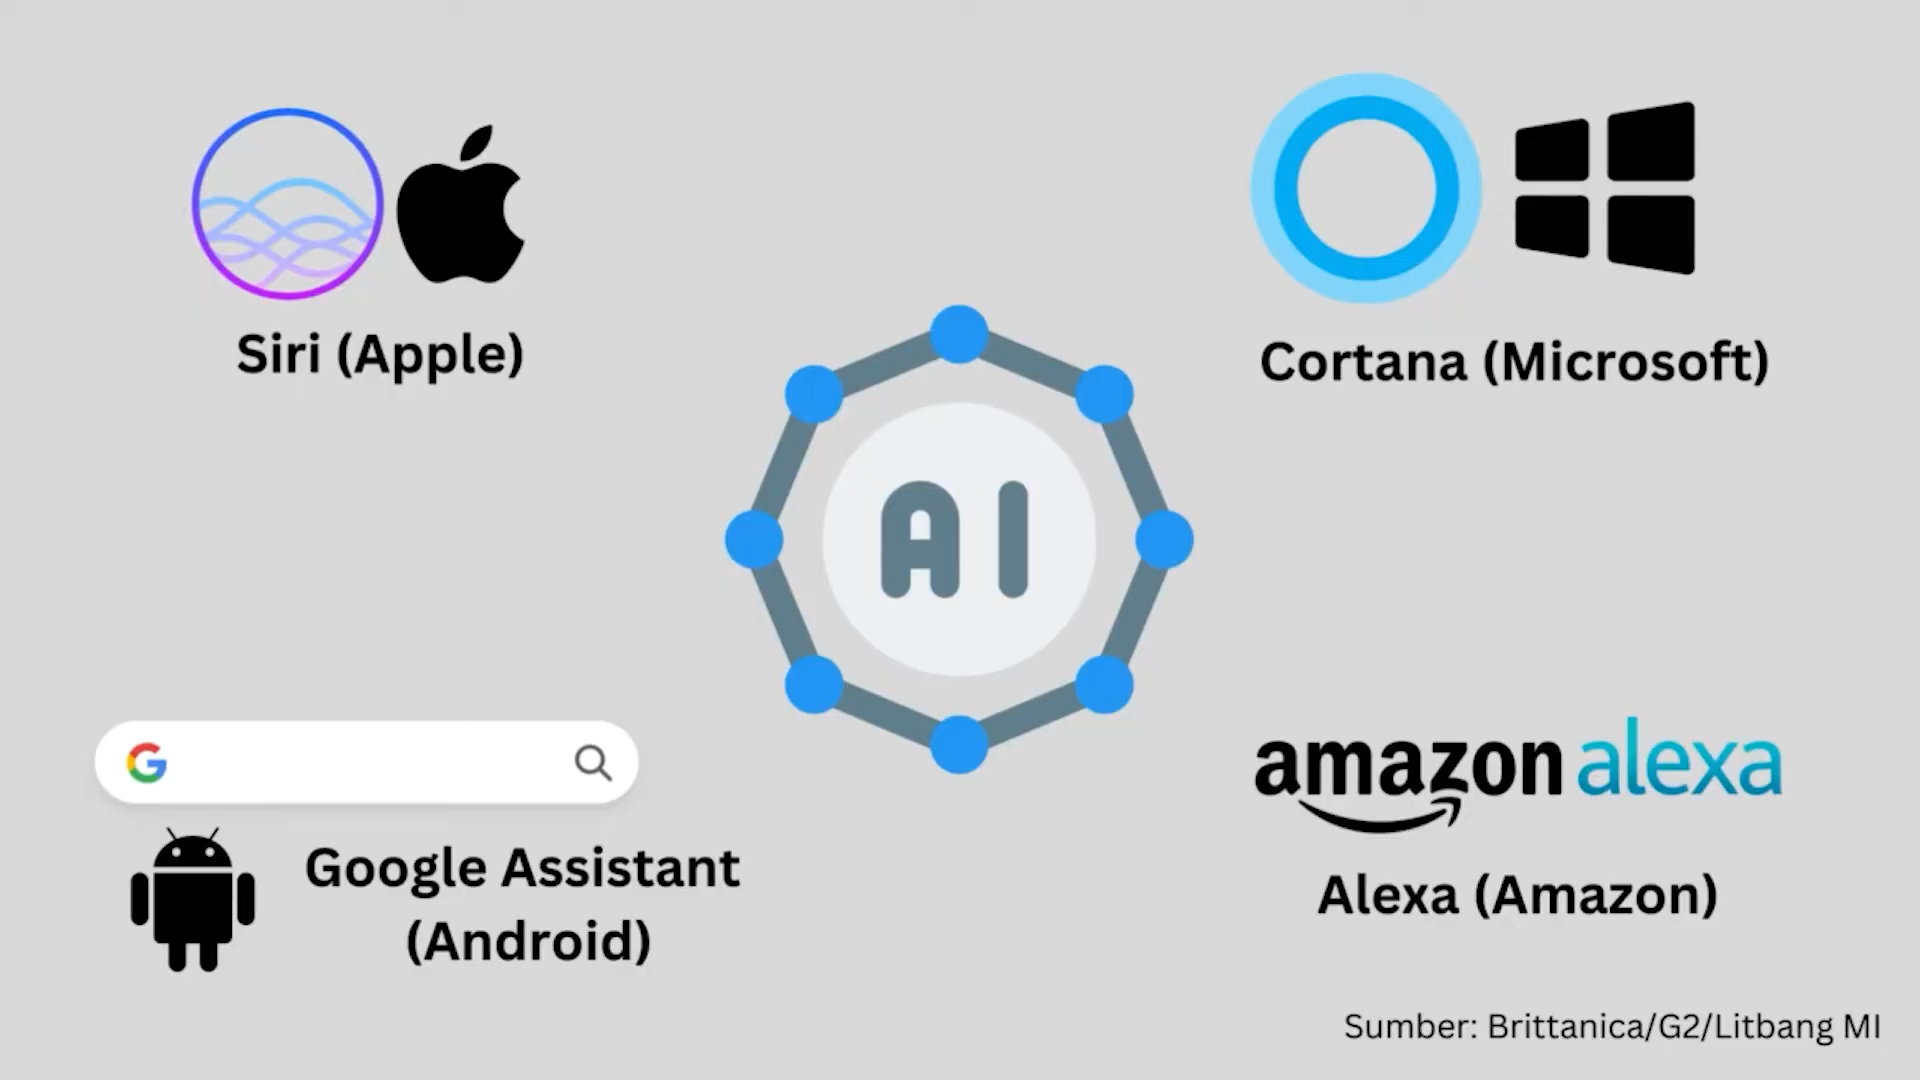 Siri (Apple)
Cortana (Microsoft)
AI
G
Google Assistant
(Android)
amazon alexa
Alexa (Amazon)
Sumber: Brittanica/G2/Litbang MI